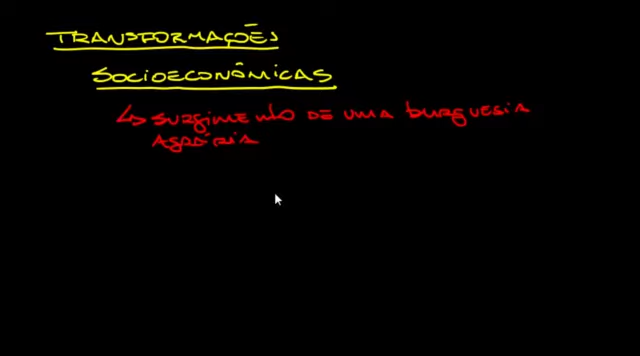 TRANSFORMAÇÕES
SOCIOECONÔMICAS
↳ SURGIMENTO DE UMA BURGUESIA
AGRÁRIA